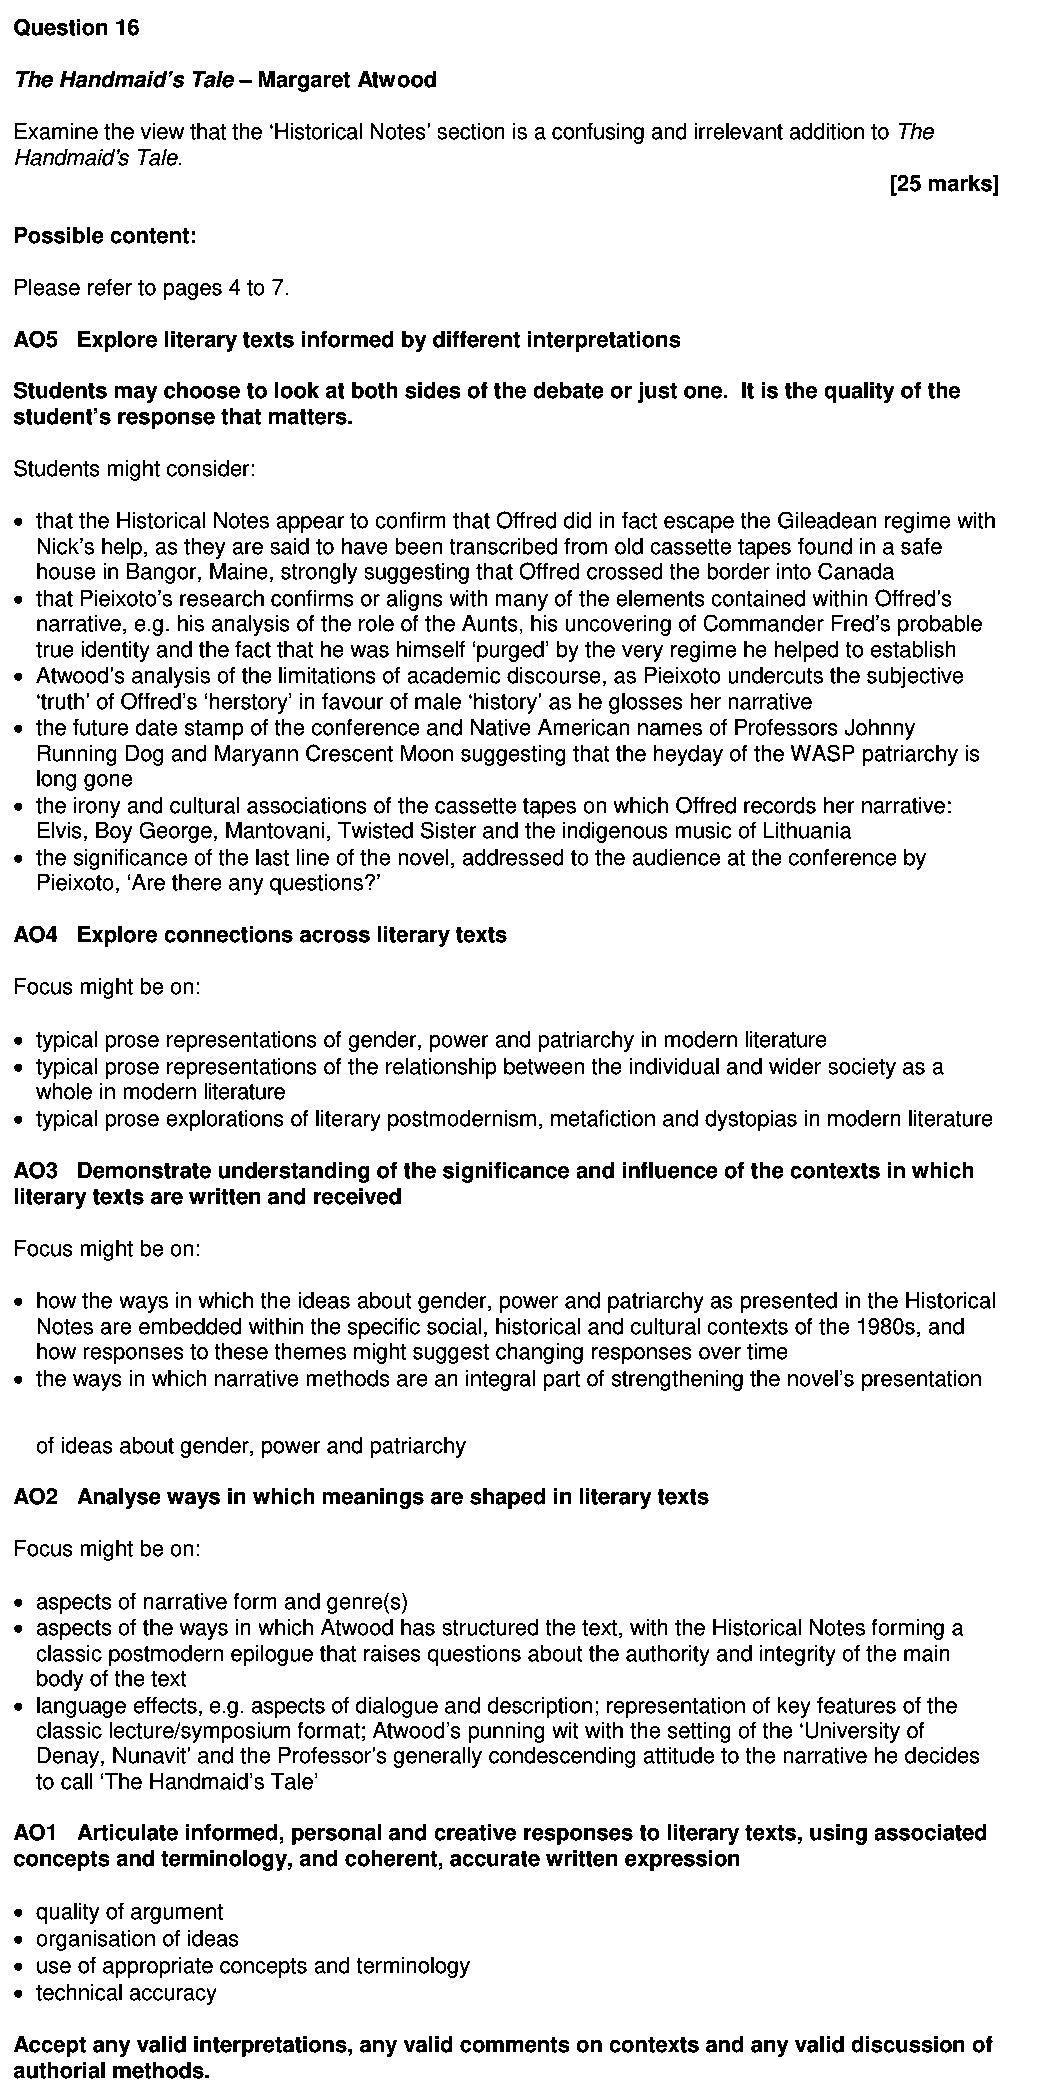 Question 16
The Handmaid's Tale – Margaret Atwood
Examine the view that the ‘Historical Notes’ section is a confusing and irrelevant addition to The
Handmaid's Tale.
[25 marks]
Possible content:
Please refer to pages 4 to 7.
AO5 Explore literary texts informed by different interpretations
Students may choose to look at both sides of the debate or just one. It is the quality of the
student’s response that matters.
Students might consider:
• that the Historical Notes appear to confirm that Offred did in fact escape the Gileadean regime with
Nick’s help, as they are said to have been transcribed from old cassette tapes found in a safe
house in Bangor, Maine, strongly suggesting that Offred crossed the border into Canada
• that Pieixoto’s research confirms or aligns with many of the elements contained within Offred’s
narrative, e.g. his analysis of the role of the Aunts, his uncovering of Commander Fred’s probable
true identity and the fact that he was himself ‘purged’ by the very regime he helped to establish
• Atwood’s analysis of the limitations of academic discourse, as Pieixoto undercuts the subjective
‘truth’ of Offred’s ‘herstory’ in favour of male ‘history’ as he glosses her narrative
• the future date stamp of the conference and Native American names of Professors Johnny
Running Dog and Maryann Crescent Moon suggesting that the heyday of the WASP patriarchy is
long gone
• the irony and cultural associations of the cassette tapes on which Offred records her narrative:
Elvis, Boy George, Mantovani, Twisted Sister and the indigenous music of Lithuania
• the significance of the last line of the novel, addressed to the audience at the conference by
Pieixoto, ‘Are there any questions?’
AO4 Explore connections across literary texts
Focus might be on:
• typical prose representations of gender, power and patriarchy in modern literature
• typical prose representations of the relationship between the individual and wider society as a
whole in modern literature
• typical prose explorations of literary postmodernism, metafiction and dystopias in modern literature
AO3 Demonstrate understanding of the significance and influence of the contexts in which
literary texts are written and received
Focus might be on:
• how the ways in which the ideas about gender, power and patriarchy as presented in the Historical
Notes are embedded within the specific social, historical and cultural contexts of the 1980s, and
how responses to these themes might suggest changing responses over time
• the ways in which narrative methods are an integral part of strengthening the novel’s presentation
of ideas about gender, power and patriarchy
AO2 Analyse ways in which meanings are shaped in literary texts
Focus might be on:
• aspects of narrative form and genre(s)
• aspects of the ways in which Atwood has structured the text, with the Historical Notes forming a
classic postmodern epilogue that raises questions about the authority and integrity of the main
body of the text
• language effects, e.g. aspects of dialogue and description; representation of key features of the
classic lecture/symposium format; Atwood’s punning wit with the setting of the ‘University of
Denay, Nunavit’ and the Professor’s generally condescending attitude to the narrative he decides
to call ‘The Handmaid’s Tale’
AO1 Articulate informed, personal and creative responses to literary texts, using associated
concepts and terminology, and coherent, accurate written expression
• quality of argument
• organisation of ideas
• use of appropriate concepts and terminology
• technical accuracy
Accept any valid interpretations, any valid comments on contexts and any valid discussion of
authorial methods.